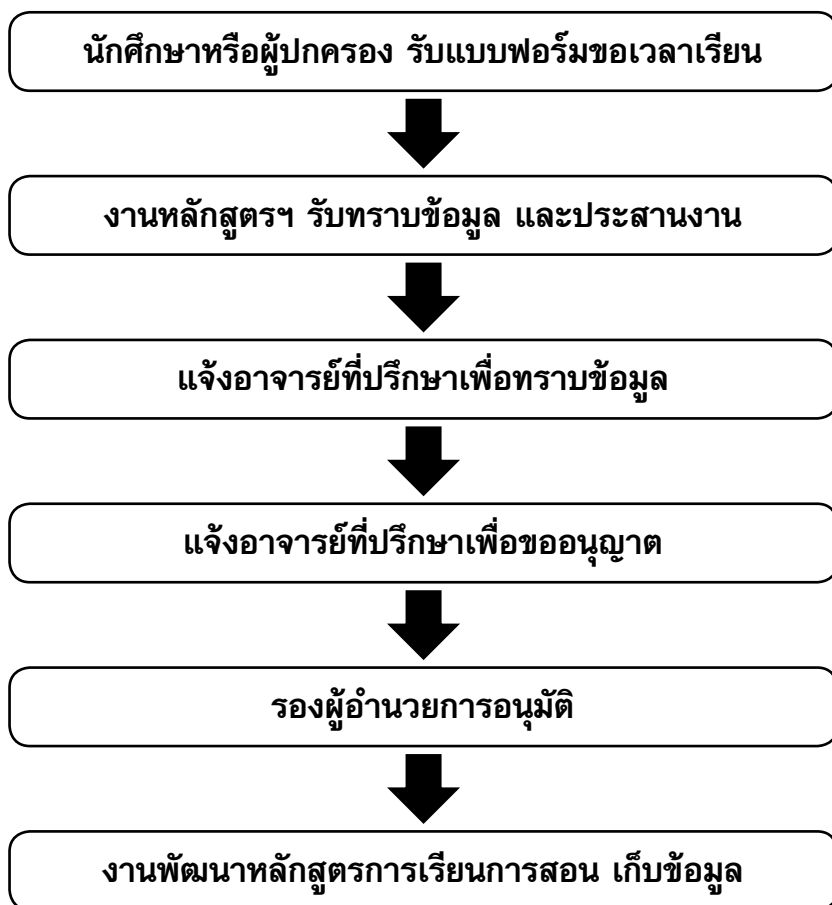 นักศึกษาหรือผู้ปกครอง รับแบบฟอร์มขอเวลาเรียน
งานหลักสูตรฯ รับทราบข้อมูล และประสานงาน
แจ้งอาจารย์ที่ปรึกษาเพื่อทราบข้อมูล
แจ้งอาจารย์ที่ปรึกษาเพื่อขออนุญาต
รองผู้อำนวยการอนุมัติ
งานพัฒนาหลักสูตรการเรียนการสอน เก็บข้อมูล